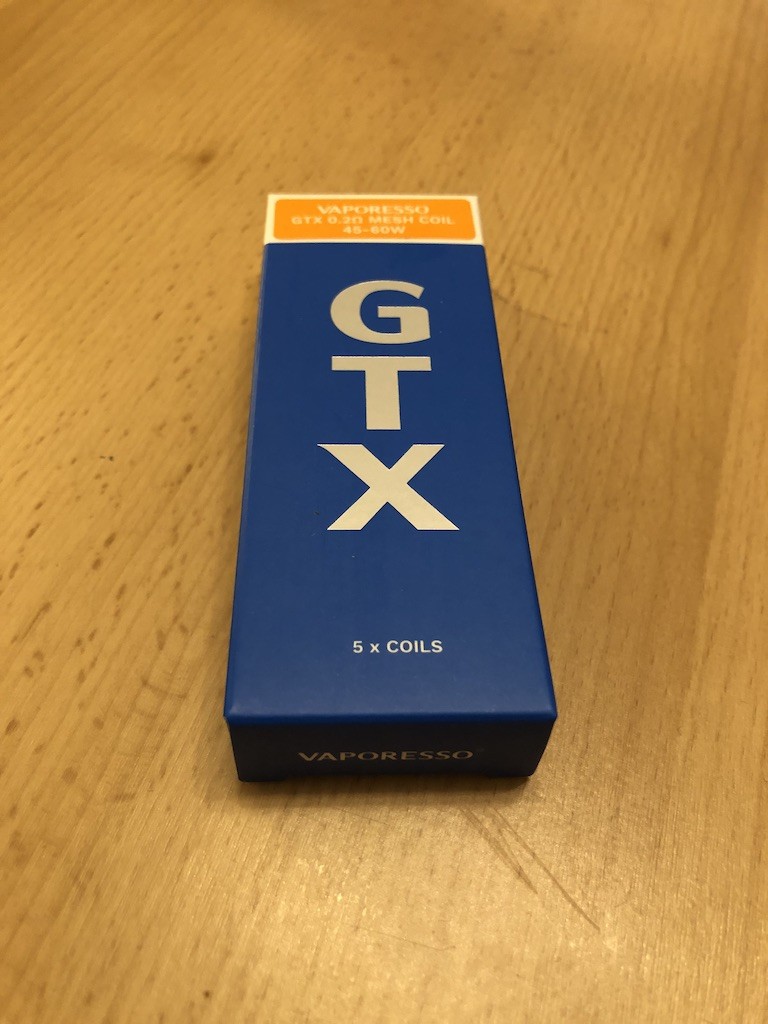 VAPORESSO
GTX 0.2Ω MESH COIL
45-60W
G
T
X
5 x COILS
VAPORESSO